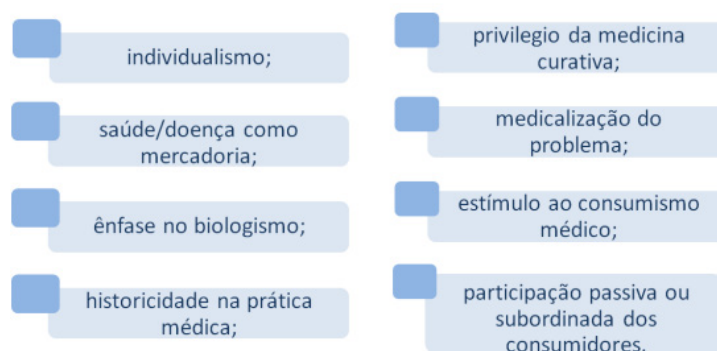 individualismo;
saúde/doença como
mercadoria;
ênfase no biologismo;
historicidade na prática
médica;
privilegio da medicina
curativa;
medicalização do
problema;
estímulo ao consumismo
médico;
participação passiva ou
subordinada dos
consumidores.